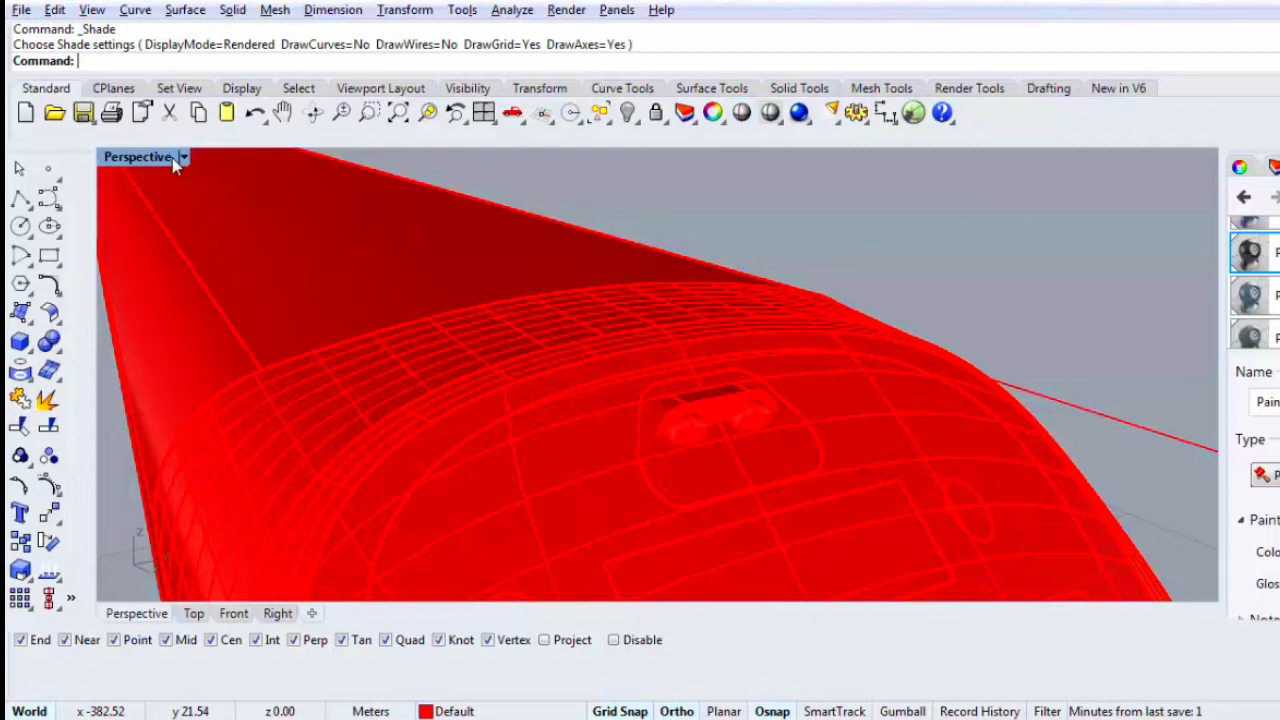 File Edit View Curve Surface Solid Mesh Dimension Transform Tools Analyze Render Panels Help
Command: _Shade
Choose Shade settings ( DisplayMode=Rendered DrawCurves=No DrawWires=No DrawGrid=Yes DrawAxes=Yes )
Command:
Standard CPlanes Set View Display Select Viewport Layout Visibility Transform Curve Tools Surface Tools Solid Tools Mesh Tools Render Tools Drafting New in V6
Perspective
Name
Pain
Type
P
Pain
Colo
Glos
z
Perspective Top Front Right
End Near Point Mid Cen Int Perp Tan Quad Knot Vertex Project Disable
World x -382.52 y 21.54 z 0.00 Meters Default Grid Snap Ortho Planar Osnap SmartTrack Gumball Record History Filter Minutes from last save: 1